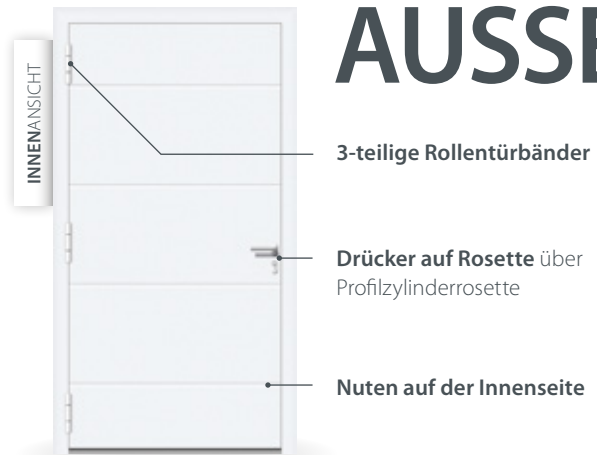 AUSSE
INNENANSICHT
3-teilige Rollentürbänder
Drücker auf Rosette über
Profilzylinderrosette
Nuten auf der Innenseite